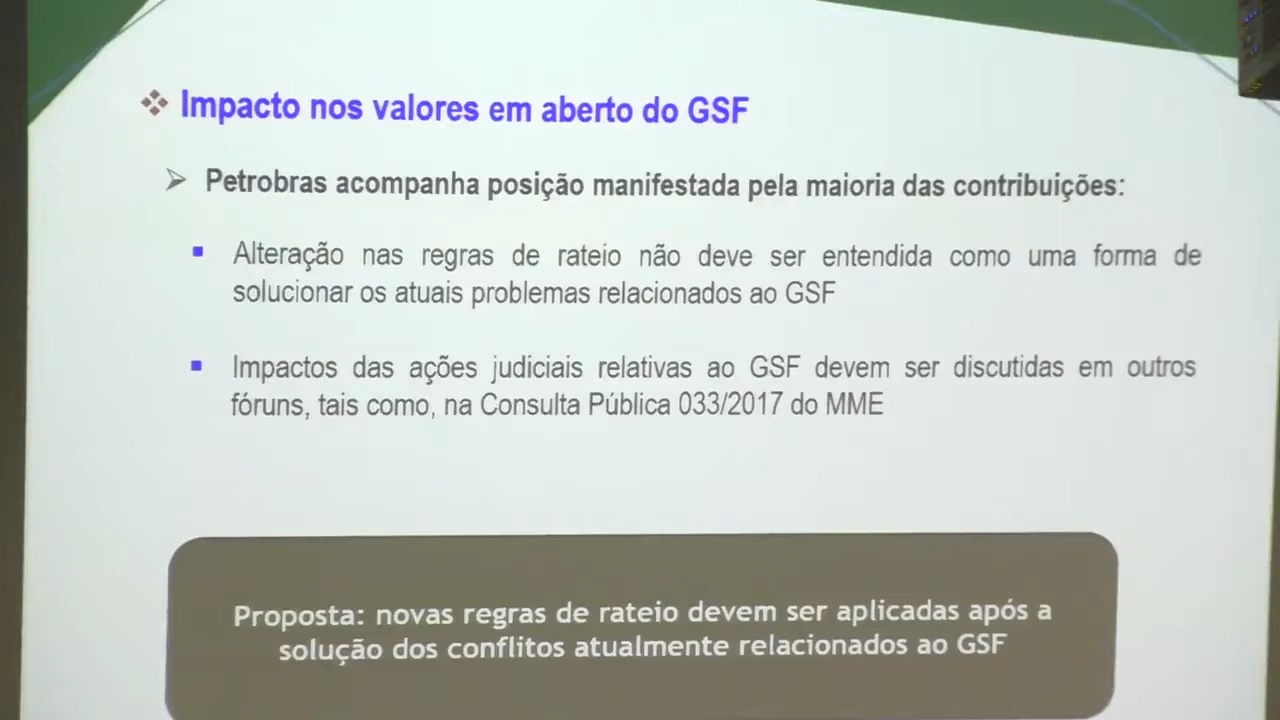 Impacto nos valores em aberto do GSF
Petrobras acompanha posição manifestada pela maioria das contribuições:
Alteração nas regras de rateio não deve ser entendida como uma forma de
solucionar os atuais problemas relacionados ao GSF
Impactos das ações judiciais relativas ao GSF devem ser discutidas em outros
fóruns, tais como, na Consulta Pública 033/2017 do MME
Proposta: novas regras de rateio devem ser aplicadas após a
solução dos conflitos atualmente relacionados ao GSF